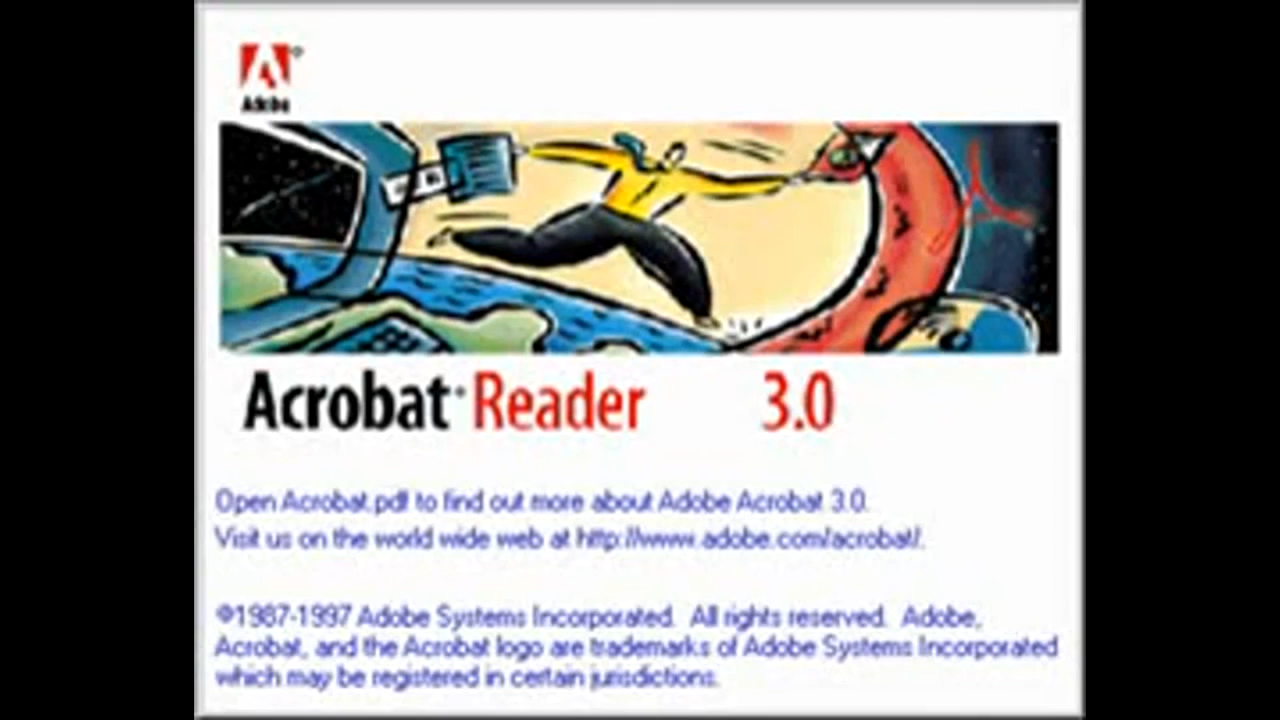 Adobe
Acrobat Reader 3.0
Open Acrobat.pdf to find out more about Adobe Acrobat 3.0.
Visit us on the world wide web at http://www.adobe.com/acrobat/.
©1987-1997 Adobe Systems Incorporated. All rights reserved. Adobe,
Acrobat, and the Acrobat logo are trademarks of Adobe Systems Incorporated
which may be registered in certain jurisdictions.